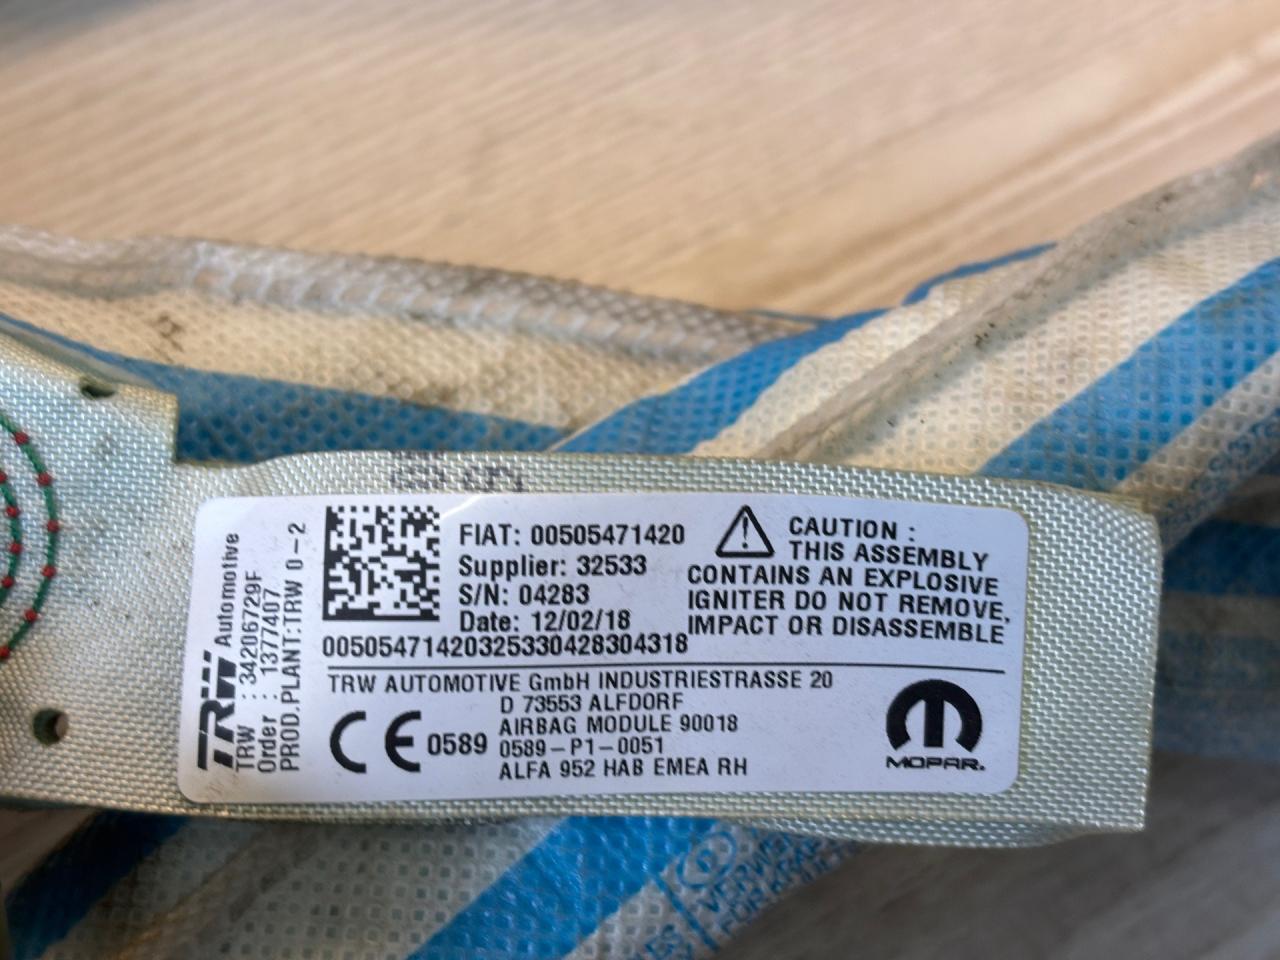 TRW Automotive
TRW : 34206729F
Order : 1377407
PROD.PLANT:TRW 0-2
FIAT: 00505471420
Supplier: 32533
S/N: 04283
Date: 12/02/18
CAUTION :
THIS ASSEMBLY
CONTAINS AN EXPLOSIVE
IGNITER DO NOT REMOVE,
IMPACT OR DISASSEMBLE
005054714203253304283043​18
TRW AUTOMOTIVE GmbH INDUSTRIESTRASSE 20
D 73553 ALFDORF
AIRBAG MODULE 90018
CE 0589 0589-P1-0051
ALFA 952 HAB EMEA RH
MOPAR.